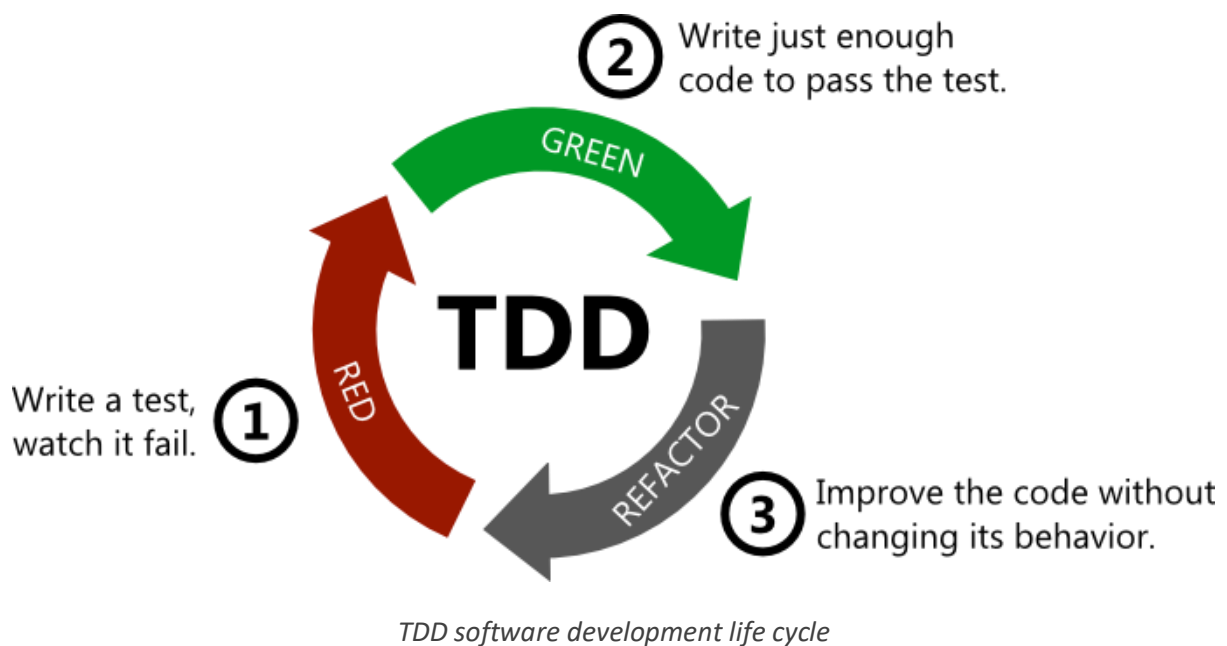 2
Write just enough
code to pass the test.
GREEN
TDD
RED
Write a test,
watch it fail.
1
REFACTOR
3
Improve the code without
changing its behavior.
TDD software development life cycle